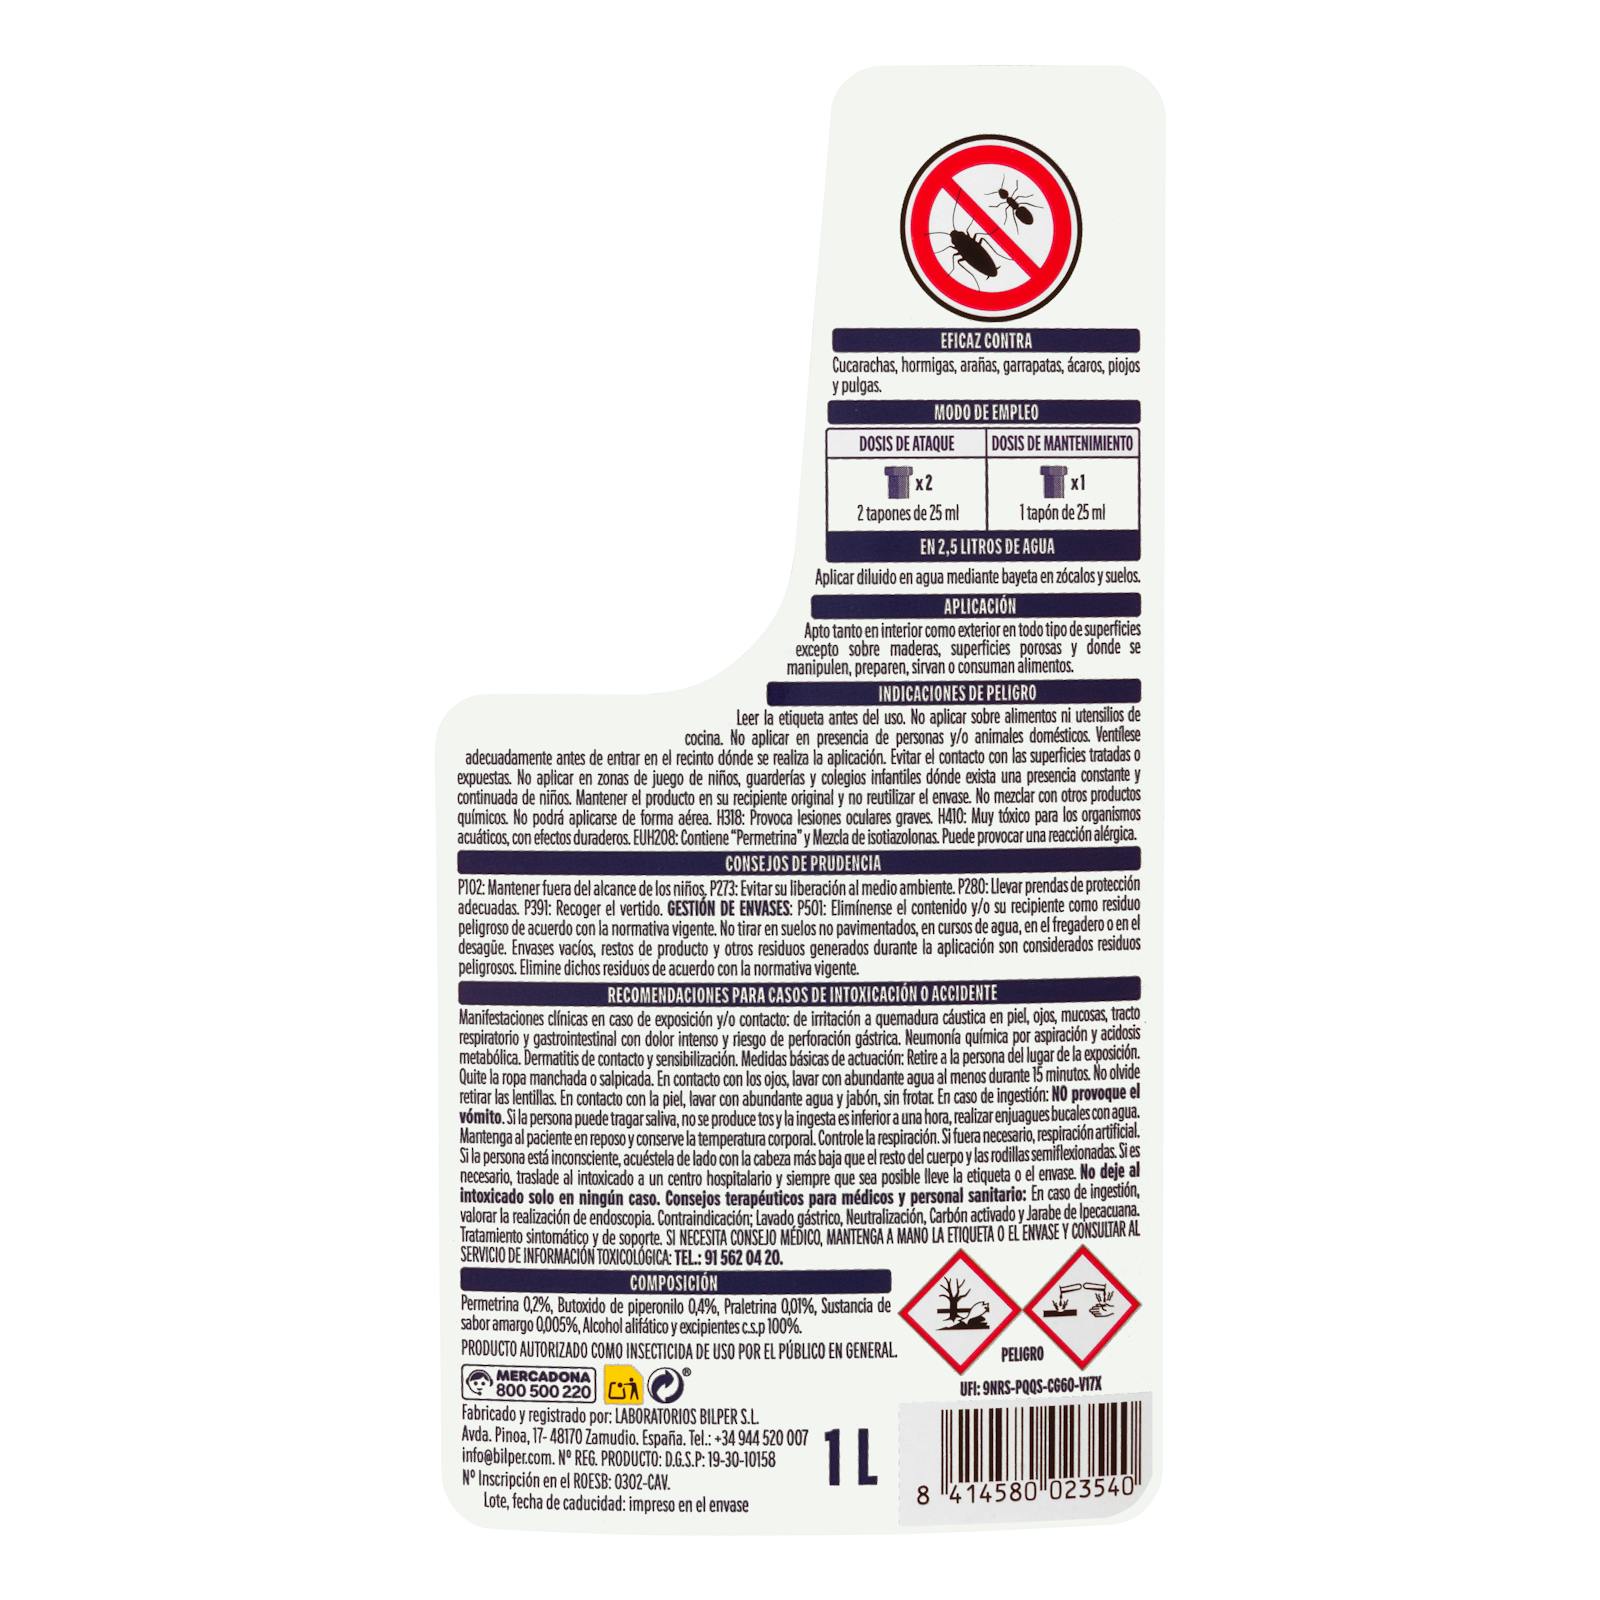 EFICAZ CONTRA
Cucarachas, hormigas, arañas, garrapatas, ácaros, piojos
y pulgas.
MODO DE EMPLEO
DOSIS DE ATAQUE
DOSIS DE MANTENIMIENTO
x2
x1
2 tapones de 25 ml
1 tapón de 25 ml
EN 2,5 LITROS DE AGUA
Aplicar diluido en agua mediante bayeta en zócalos y suelos.
APLICACIÓN
Apto tanto en interior como exterior en todo tipo de superficies
excepto sobre maderas, superficies porosas y donde se
manipulen, preparen, sirvan o consuman alimentos.
INDICACIONES DE PELIGRO
Leer la etiqueta antes del uso. No aplicar sobre alimentos ni utensilios de
cocina. No aplicar en presencia de personas y/o animales domésticos. Ventílese
adecuadamente antes de entrar en el recinto dónde se realiza la aplicación. Evitar el contacto con las superficies tratadas o
expuestas. No aplicar en zonas de juego de niños, guarderías y colegios infantiles dónde exista una presencia constante y
continuada de niños. Mantener el producto en su recipiente original y no reutilizar el envase. No mezclar con otros productos
químicos. No podrá aplicarse de forma aérea. H318: Provoca lesiones oculares graves. H410: Muy tóxico para los organismos
acuáticos, con efectos duraderos. EUH208: Contiene “Permetrina” y Mezcla de isotiazolonas. Puede provocar una reacción alérgica.
CONSEJOS DE PRUDENCIA
P102: Mantener fuera del alcance de los niños. P273: Evitar su liberación al medio ambiente. P280: Llevar prendas de protección
adecuadas. P391: Recoger el vertido. GESTIÓN DE ENVASES: P501: Elimínense el contenido y/o su recipiente como residuo
peligroso de acuerdo con la normativa vigente. No tirar en suelos no pavimentados, en cursos de agua, en el fregadero o en el
desagüe. Envases vacíos, restos de producto y otros residuos generados durante la aplicación son considerados residuos
peligrosos. Elimine dichos residuos de acuerdo con la normativa vigente.
RECOMENDACIONES PARA CASOS DE INTOXICACIÓN O ACCIDENTE
Manifestaciones clínicas en caso de exposición y/o contacto: de irritación a quemadura cáustica en piel, ojos, mucosas, tracto
respiratorio y gastrointestinal con dolor intenso y riesgo de perforación gástrica. Neumonía química por aspiración y acidosis
metabólica. Dermatitis de contacto y sensibilización. Medidas básicas de actuación: Retire a la persona del lugar de la exposición.
Quite la ropa manchada o salpicada. En contacto con los ojos, lavar con abundante agua al menos durante 15 minutos. No olvide
retirar las lentillas. En contacto con la piel, lavar con abundante agua y jabón, sin frotar. En caso de ingestión: NO provoque el
vómito. Si la persona puede tragar saliva, no se produce tos y la ingesta es inferior a una hora, realizar enjuagues bucales con agua.
Mantenga al paciente en reposo y conserve la temperatura corporal. Controle la respiración. Si fuera necesario, respiración artificial.
Si la persona está inconsciente, acuéstela de lado con la cabeza más baja que el resto del cuerpo y las rodillas semiflexionadas. Si es
necesario, traslade al intoxicado a un centro hospitalario y siempre que sea posible lleve la etiqueta o el envase. No deje al
intoxicado solo en ningún caso. Consejos terapéuticos para médicos y personal sanitario: En caso de ingestión,
valorar la realización de endoscopia. Contraindicación; Lavado gástrico, Neutralización, Carbón activado y Jarabe de Ipecacuana.
Tratamiento sintomático y de soporte. SI NECESITA CONSEJO MÉDICO, MANTENGA A MANO LA ETIQUETA O EL ENVASE Y CONSULTAR AL
SERVICIO DE INFORMACIÓN TOXICOLÓGICA: TEL.: 91 562 04 20.
COMPOSICIÓN
Permetrina 0,2%, Butoxido de piperonilo 0,4%, Praletrina 0,01%, Sustancia de
sabor amargo 0,005%, Alcohol alifático y excipientes c.s.p 100%.
PRODUCTO AUTORIZADO COMO INSECTICIDA DE USO POR EL PÚBLICO EN GENERAL.
PELIGRO
UFI: 9NRS-PQQS-CG60-V17X
MERCADONA
800 500 220
®
Fabricado y registrado por: LABORATORIOS BILPER S.L.
Avda. Pinoa, 17- 48170 Zamudio. España. Tel.: +34 944 520 007
info@bilper.com. Nº REG. PRODUCTO: D.G.S.P: 19-30-10158
Nº Inscripción en el ROESB: 0302-CAV.
Lote, fecha de caducidad: impreso en el envase
1 L
8 414580 023540